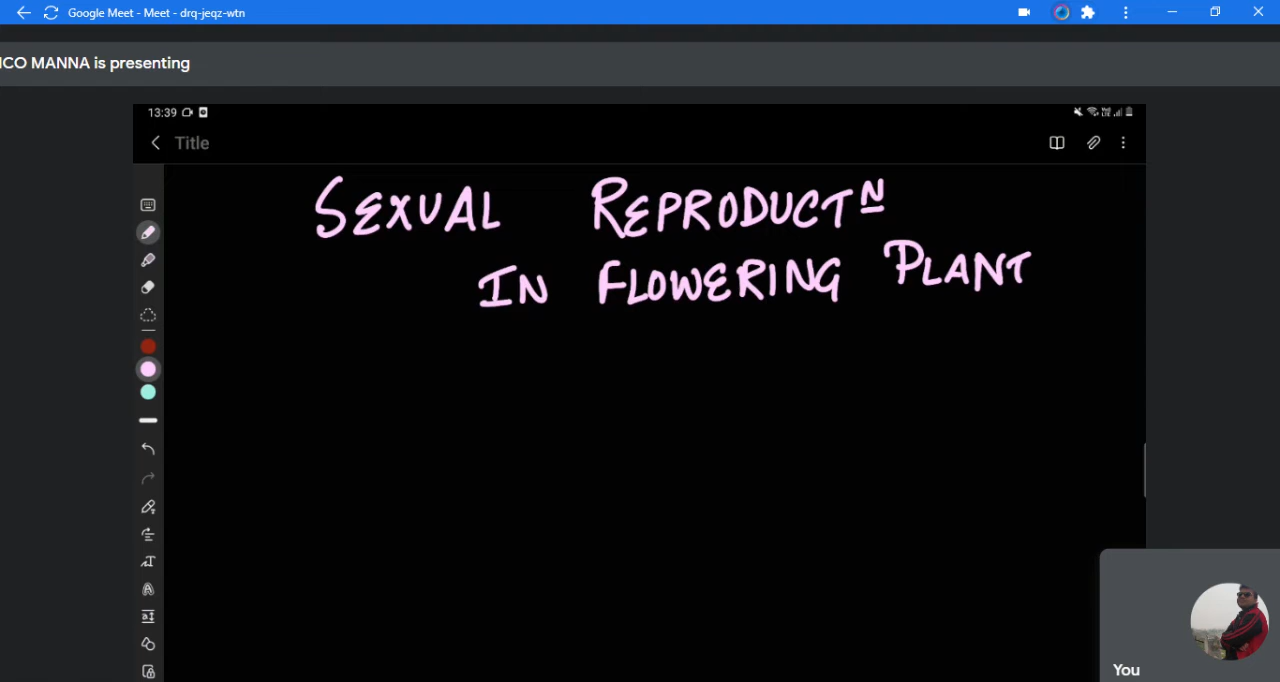 Google Meet - Meet - drq-jeqz-wtn
ICO MANNA is presenting
13:39
Title
SEXUAL REPRODUCTN
IN FLOWERING PLANT
You